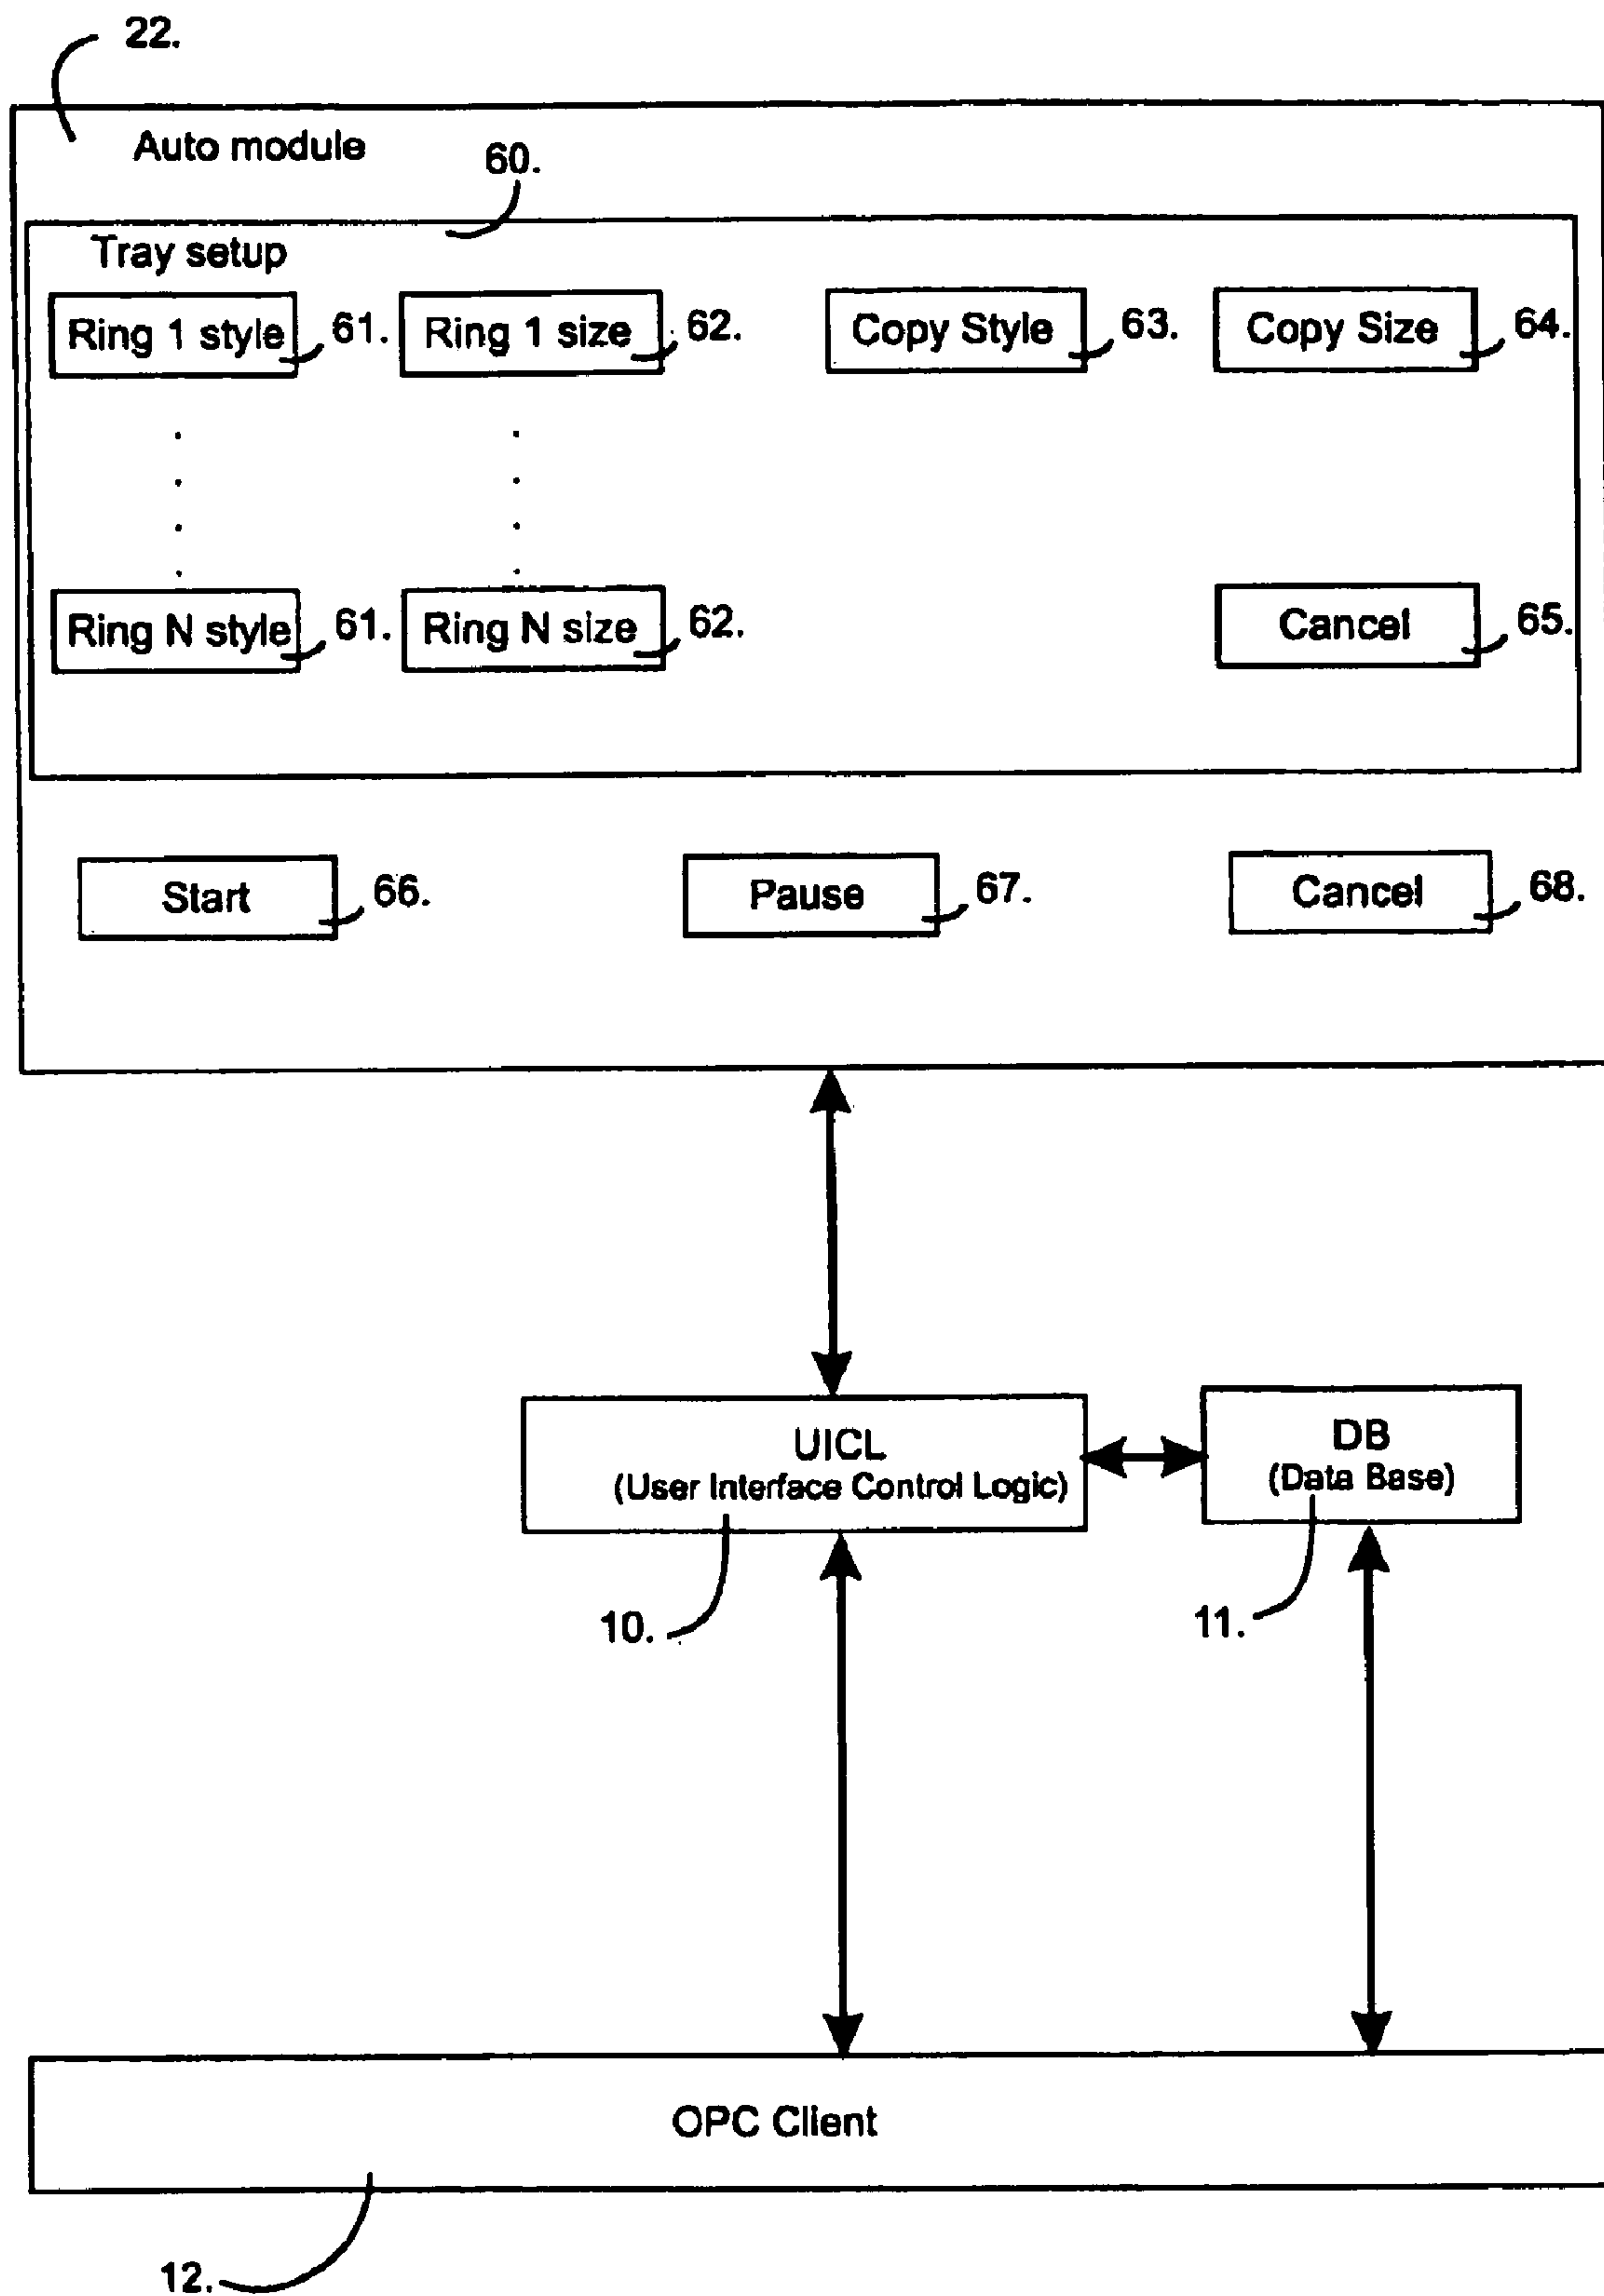 22.
Auto module
60.
Tray setup
Ring 1 style 61. Ring 1 size 62. Copy Style 63. Copy Size 64.
Ring N style 61. Ring N size 62. Cancel 65.
Start 66. Pause 67. Cancel 68.
UICL
(User Interface Control Logic)
DB
(Data Base)
10.
11.
OPC Client
12.